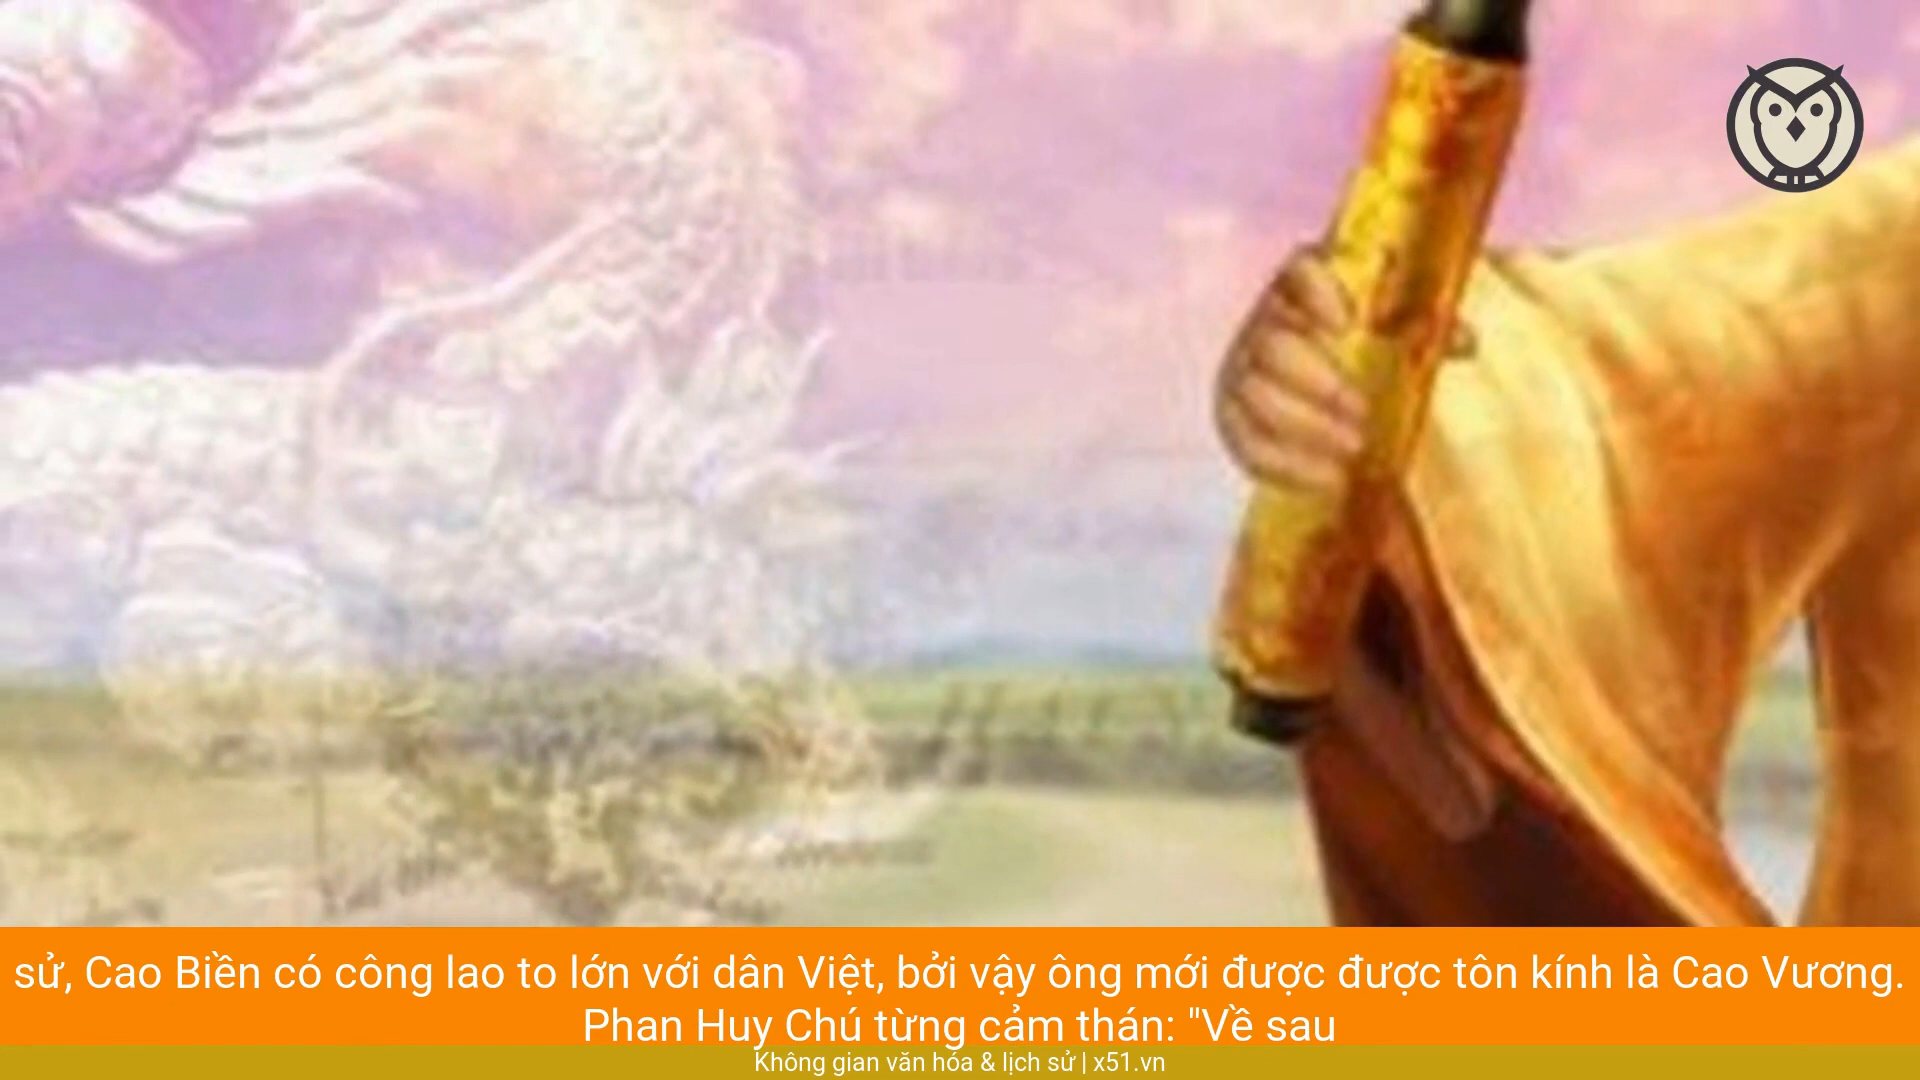 sử, Cao Biền có công lao to lớn với dân Việt, bởi vậy ông mới được được tôn kính là Cao Vương.
Phan Huy Chú từng cảm thán: "Về sau
Không gian văn hóa & lịch sử | x51.vn